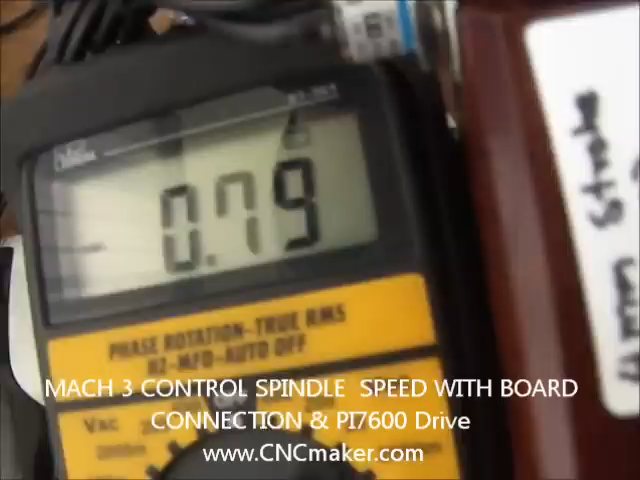 0.79
PHASE ROTATION-TRUE RMS
HZ-MFD-AUTO OFF
VAC
MACH 3 CONTROL SPINDLE SPEED WITH BOARD
CONNECTION & PI7600 Drive
www.CNCmaker.com